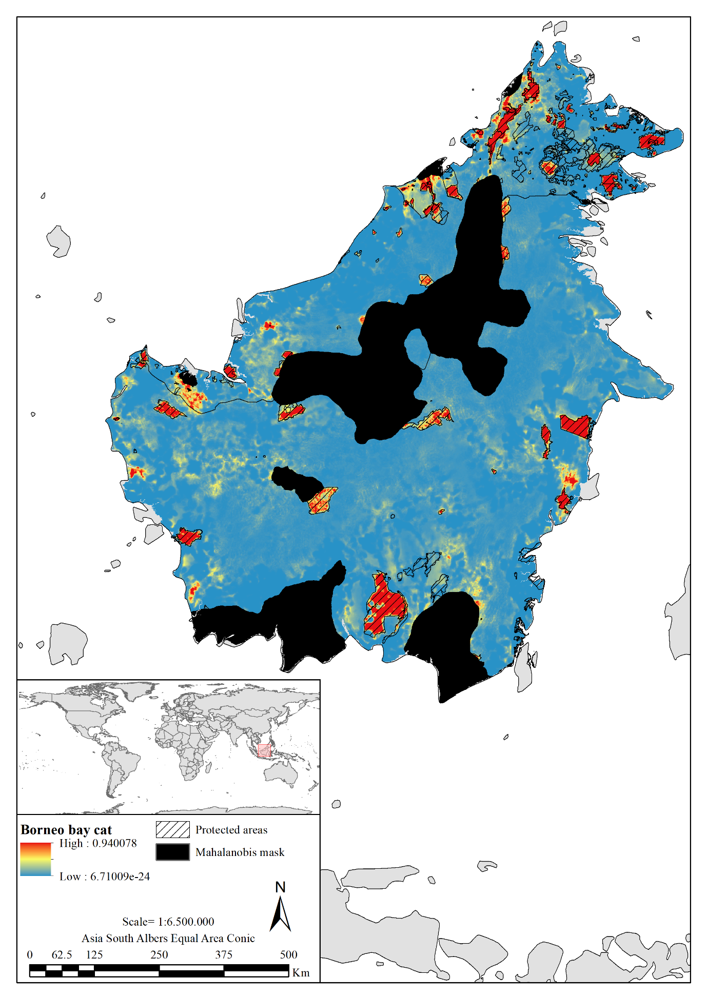 Borneo bay cat
High : 0.940078
Low : 6.71009e-24
Protected areas
Mahalanobis mask
N
Scale= 1:6.500.000
Asia South Albers Equal Area Conic
0 62.5 125 250 375 500
Km